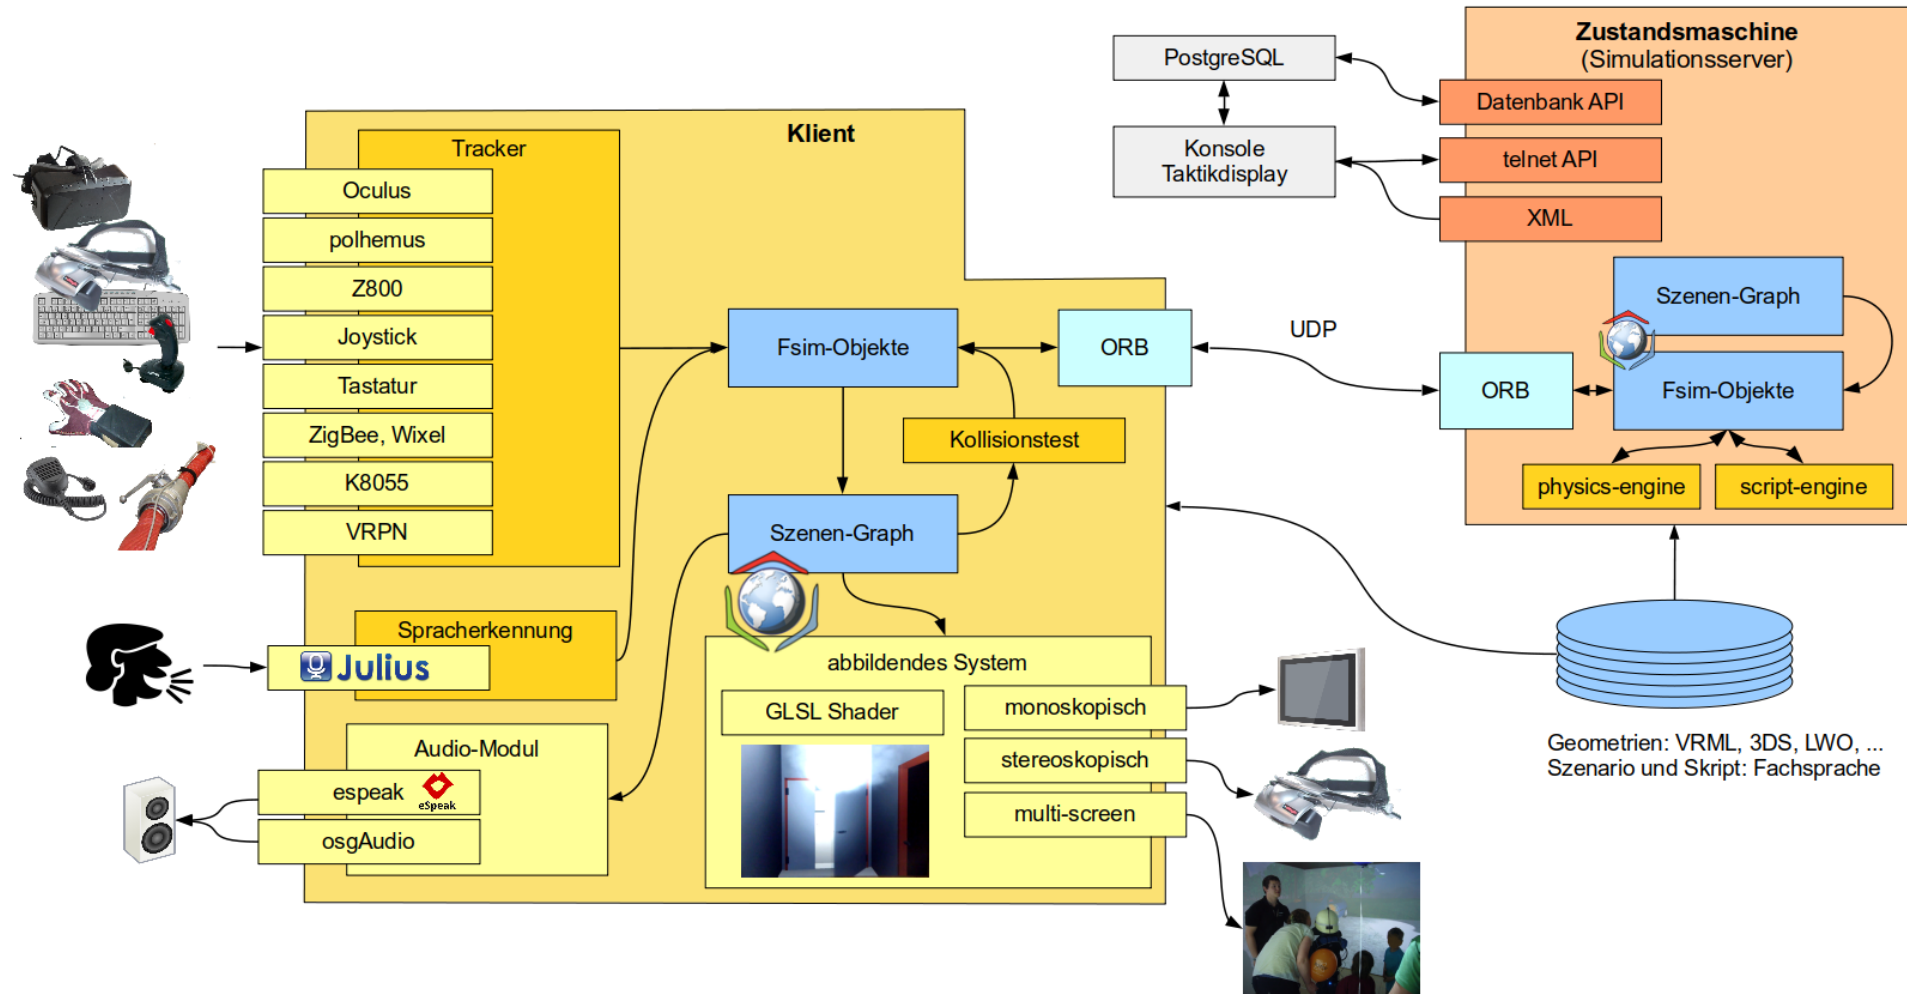 Zustandsmaschine
(Simulationsserver)
PostgreSQL
Datenbank API
Konsole
Taktikdisplay
telnet API
XML
Klient
Tracker
Oculus
polhemus
Z800
Joystick
Tastatur
ZigBee, Wixel
K8055
VRPN
Fsim-Objekte
ORB
UDP
ORB
Szenen-Graph
Fsim-Objekte
physics-engine
script-engine
Kollisionstest
Szenen-Graph
Spracherkennung
Julius
Audio-Modul
espeak
eSpeak
osgAudio
abbildendes System
GLSL Shader
monoskopisch
stereoskopisch
multi-screen
Geometrien: VRML, 3DS, LWO, ...
Szenario und Skript: Fachsprache